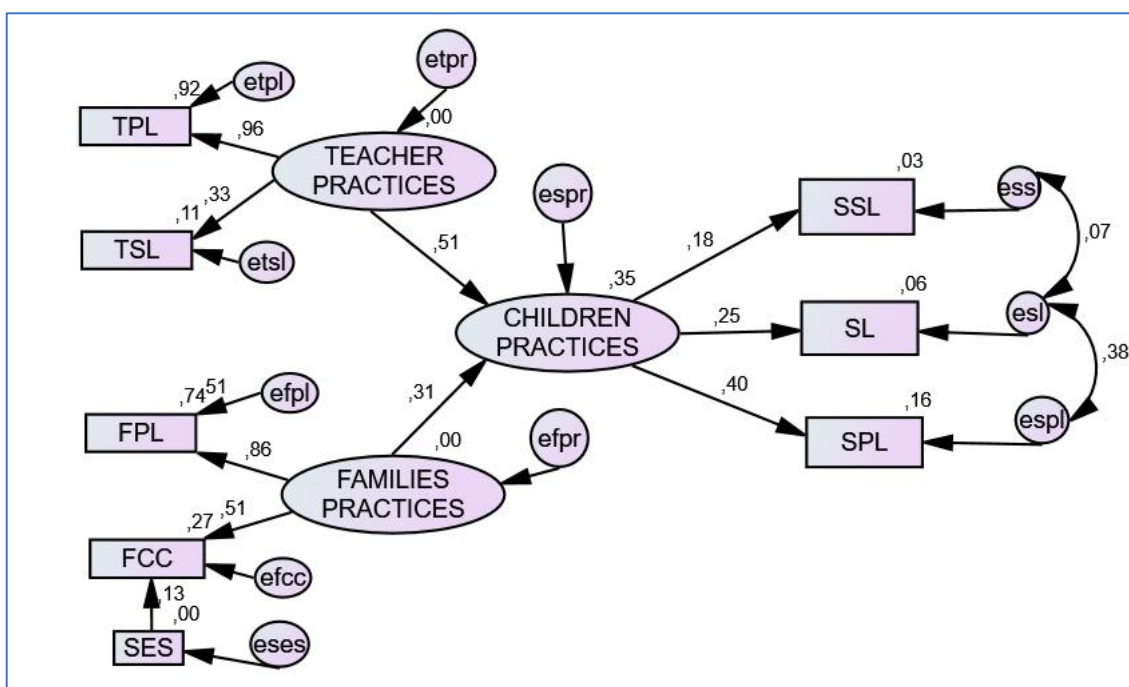 etpr
,92
etpl
,00
TPL
,96
TEACHER
PRACTICES
espr
,03
ess
,33
,11
SSL
TSL
etsl
,51
,18
,07
,35
,06
CHILDREN
PRACTICES
,25
SL
esl
,38
,74
,51
efpl
,31
,40
,16
FPL
,00
efpr
SPL
espl
,86
FAMILIES
PRACTICES
,27
,51
FCC
efcc
,13
,00
SES
eses